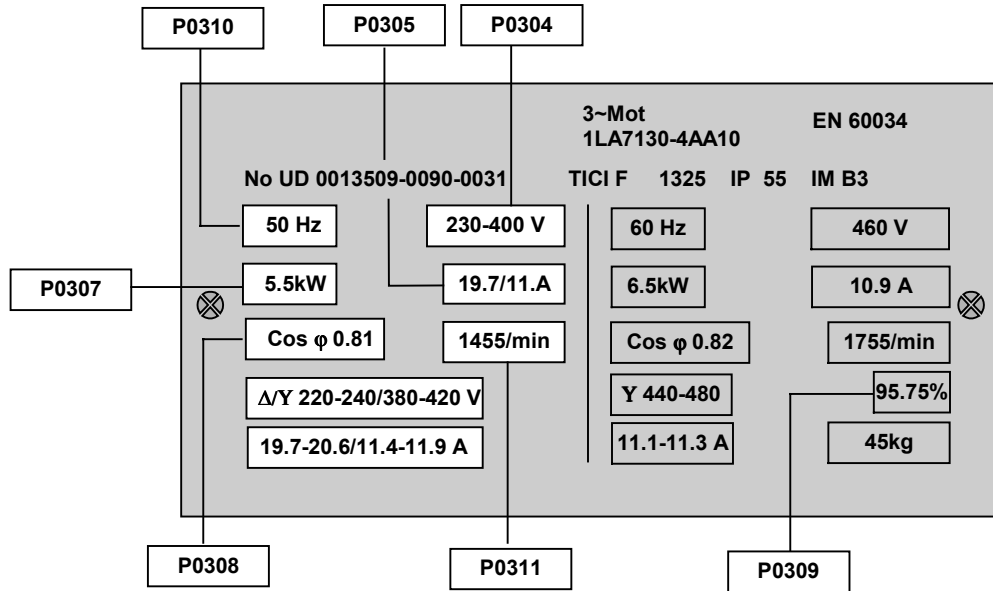 P0310 P0305 P0304
3~Mot EN 60034
1LA7130-4AA10
No UD 0013509-0090-0031 TICI F 1325 IP 55 IM B3
50 Hz 230-400 V 60 Hz 460 V
P0307 5.5kW 19.7/11.A 6.5kW 10.9 A
Cos φ 0.81 1455/min Cos φ 0.82 1755/min
Δ/Y 220-240/380-420 V Y 440-480 95.75%
19.7-20.6/11.4-11.9 A 11.1-11.3 A 45kg
P0308 P0311 P0309